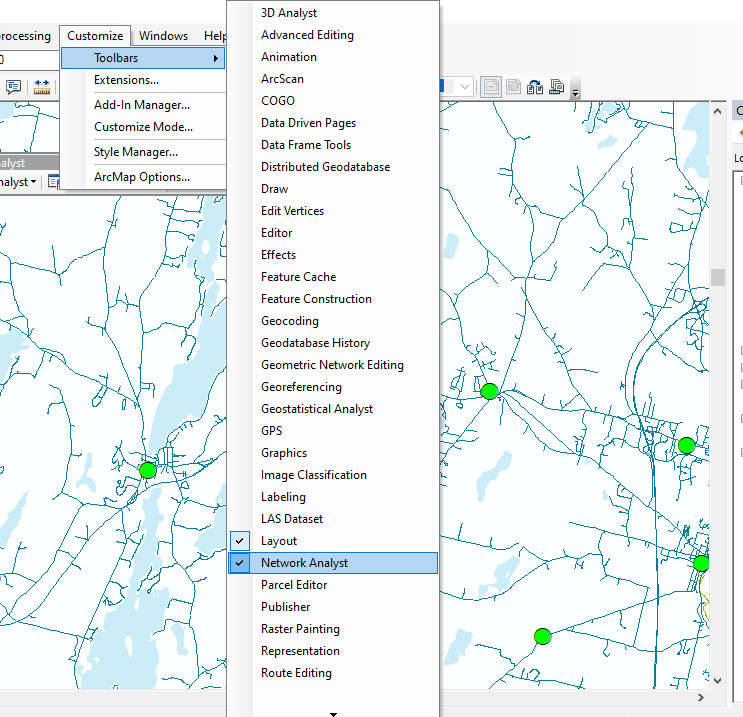 rocessing Customize Windows Help
0
Toolbars
Extensions...
Add-In Manager...
Customize Mode...
Style Manager...
ArcMap Options...
alyst
nalyst
3D Analyst
Advanced Editing
Animation
ArcScan
COGO
Data Driven Pages
Data Frame Tools
Distributed Geodatabase
Draw
Edit Vertices
Editor
Effects
Feature Cache
Feature Construction
Geocoding
Geodatabase History
Geometric Network Editing
Georeferencing
Geostatistical Analyst
GPS
Graphics
Image Classification
Labeling
LAS Dataset
Layout
Network Analyst
Parcel Editor
Publisher
Raster Painting
Representation
Route Editing
C
Lo